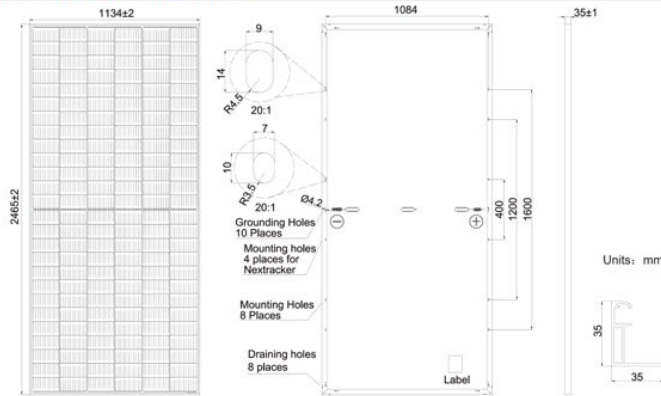 1134±2
2465±2
9
14
R4.5
20:1
7
10
R3.5
20:1
Ø4.2
Grounding Holes
10 Places
Mounting holes
4 places for
Nextracker
Mounting Holes
8 Places
Draining holes
8 places
1084
400
1200
1600
Label
35±1
Units: mm
35
35